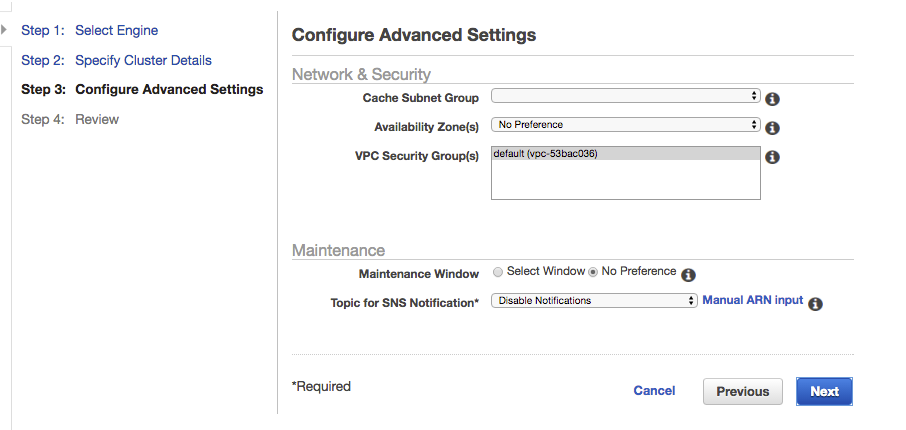 Step 1: Select Engine
Step 2: Specify Cluster Details
Step 3: Configure Advanced Settings
Step 4: Review
Configure Advanced Settings
Network & Security
Cache Subnet Group
Availability Zone(s) No Preference
VPC Security Group(s) default (vpc-53bac036)
Maintenance
Maintenance Window Select Window No Preference
Topic for SNS Notification* Disable Notifications Manual ARN input
*Required Cancel Previous Next